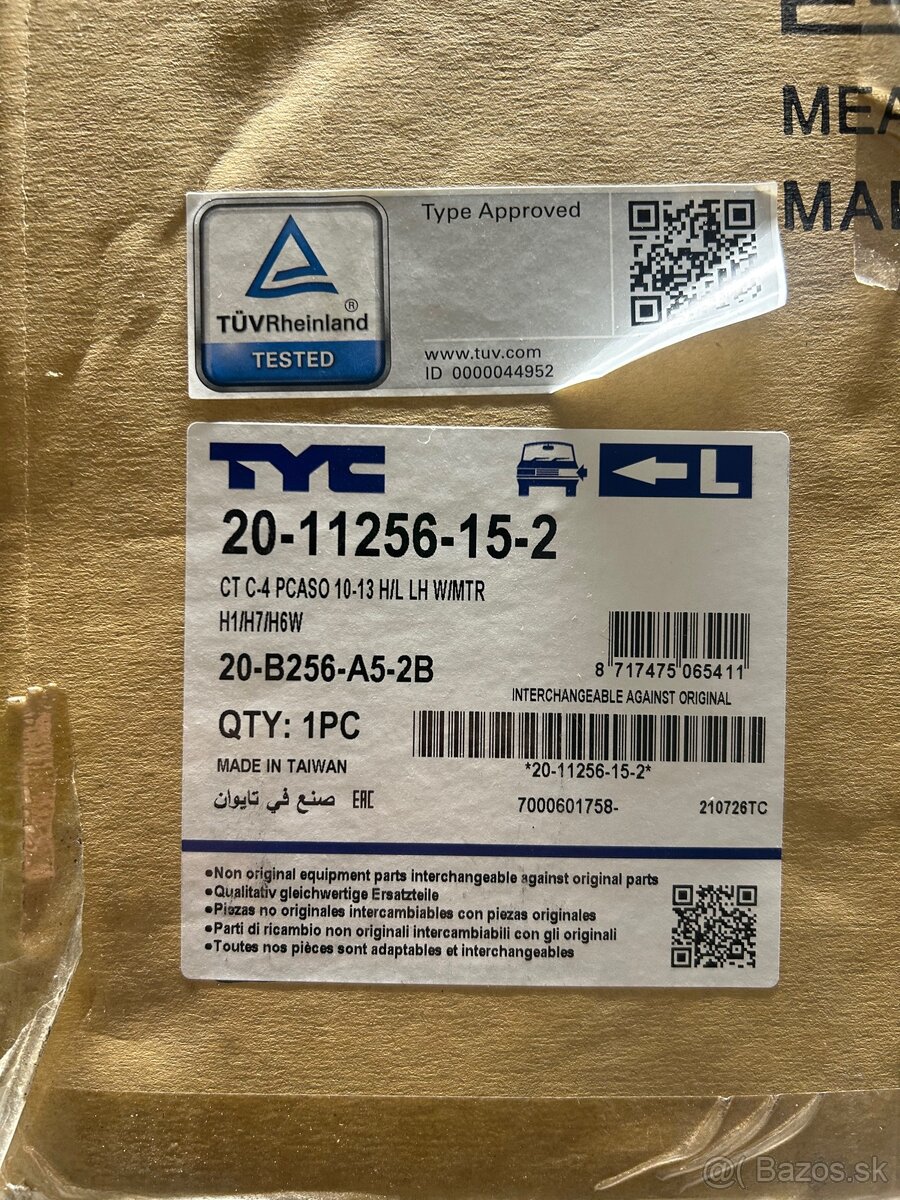 MEA
MAD
Type Approved
TÜVRheinland ®
TESTED
www.tuv.com
ID 0000044952
TYC
L
20-11256-15-2
CT C-4 PCASO 10-13 H/L LH W/MTR
H1/H7/H6W
20-B256-A5-2B
8 717475 065411
INTERCHANGEABLE AGAINST ORIGINAL
QTY: 1PC
*20-11256-15-2*
MADE IN TAIWAN
صنع في تايوان EAC
7000601758-
210726TC
•Non original equipment parts interchangeable against original parts
•Qualitativ gleichwertige Ersatzteile
•Piezas no originales intercambiables con piezas originales
•Parti di ricambio non originali intercambiabili con gli originali
•Toutes nos pièces sont adaptables et interchangeables
@( Bazos.sk